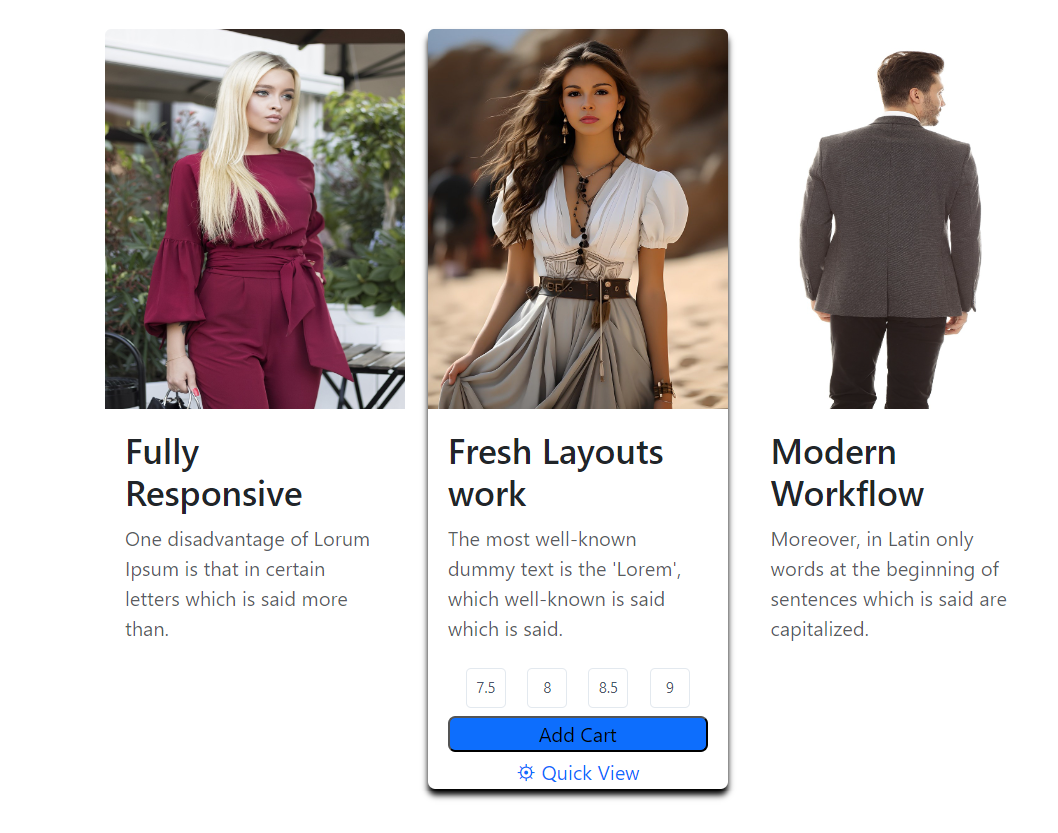 Fully
Responsive
One disadvantage of Lorum
Ipsum is that in certain
letters which is said more
than.
Fresh Layouts
work
The most well-known
dummy text is the 'Lorem',
which well-known is said
which is said.
7.5 8 8.5 9
Add Cart
Quick View
Modern
Workflow
Moreover, in Latin only
words at the beginning of
sentences which is said are
capitalized.